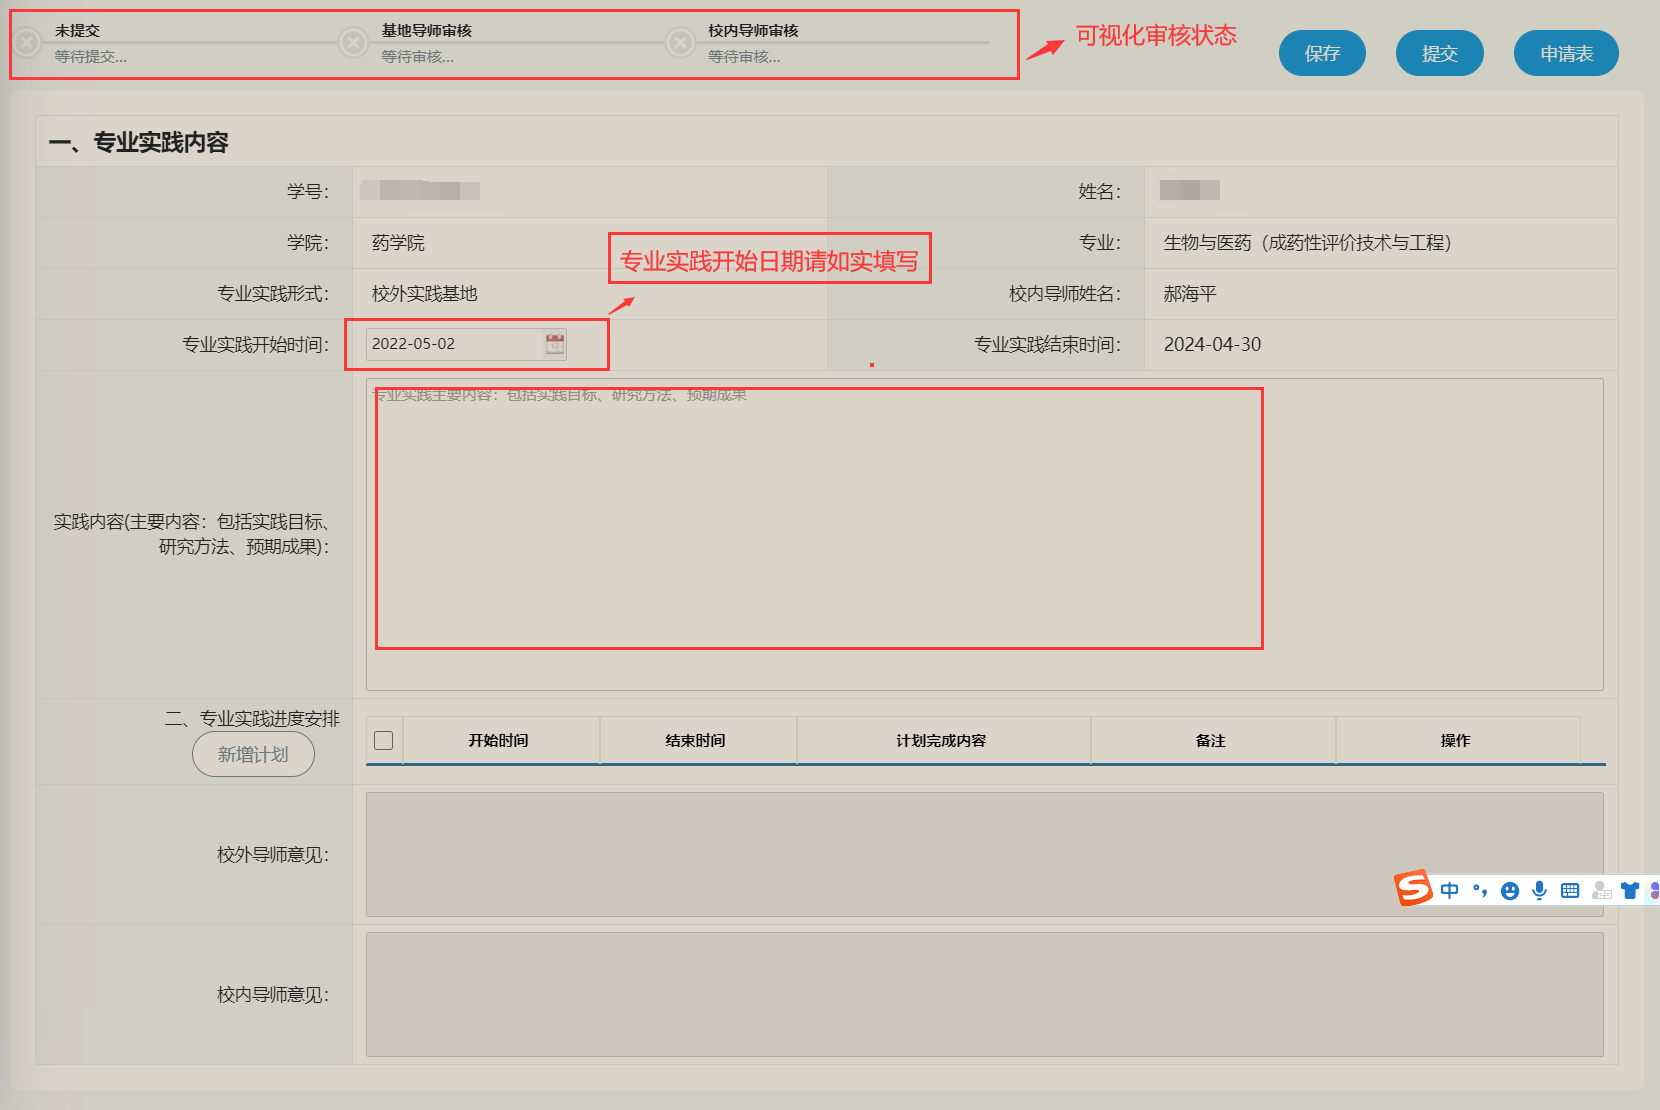 未提交
等待提交...
基地导师审核
等待审核...
校内导师审核
等待审核...
可视化审核状态
保存
提交
申请表
一、专业实践内容
学号：
姓名：
学院：
药学院
专业：
生物与医药（成药性评价技术与工程）
专业实践开始日期请如实填写
专业实践形式：
校外实践基地
校内导师姓名：
郝海平
专业实践开始时间：
2022-05-02
专业实践结束时间：
2024-04-30
专业实践主要内容：包括实践目标、研究方法、预期成果
实践内容(主要内容：包括实践目标、
研究方法、预期成果)：
二、专业实践进度安排
新增计划
开始时间
结束时间
计划完成内容
备注
操作
校外导师意见：
中
校内导师意见：